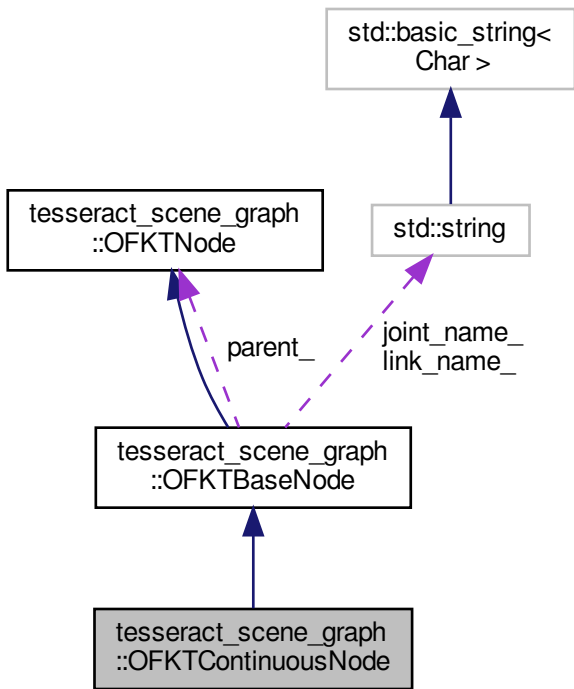 std::basic_string<
Char >
tesseract_scene_graph
::OFKTNode
std::string
parent_
joint_name_
link_name_
tesseract_scene_graph
::OFKTBaseNode
tesseract_scene_graph
::OFKTContinuousNode